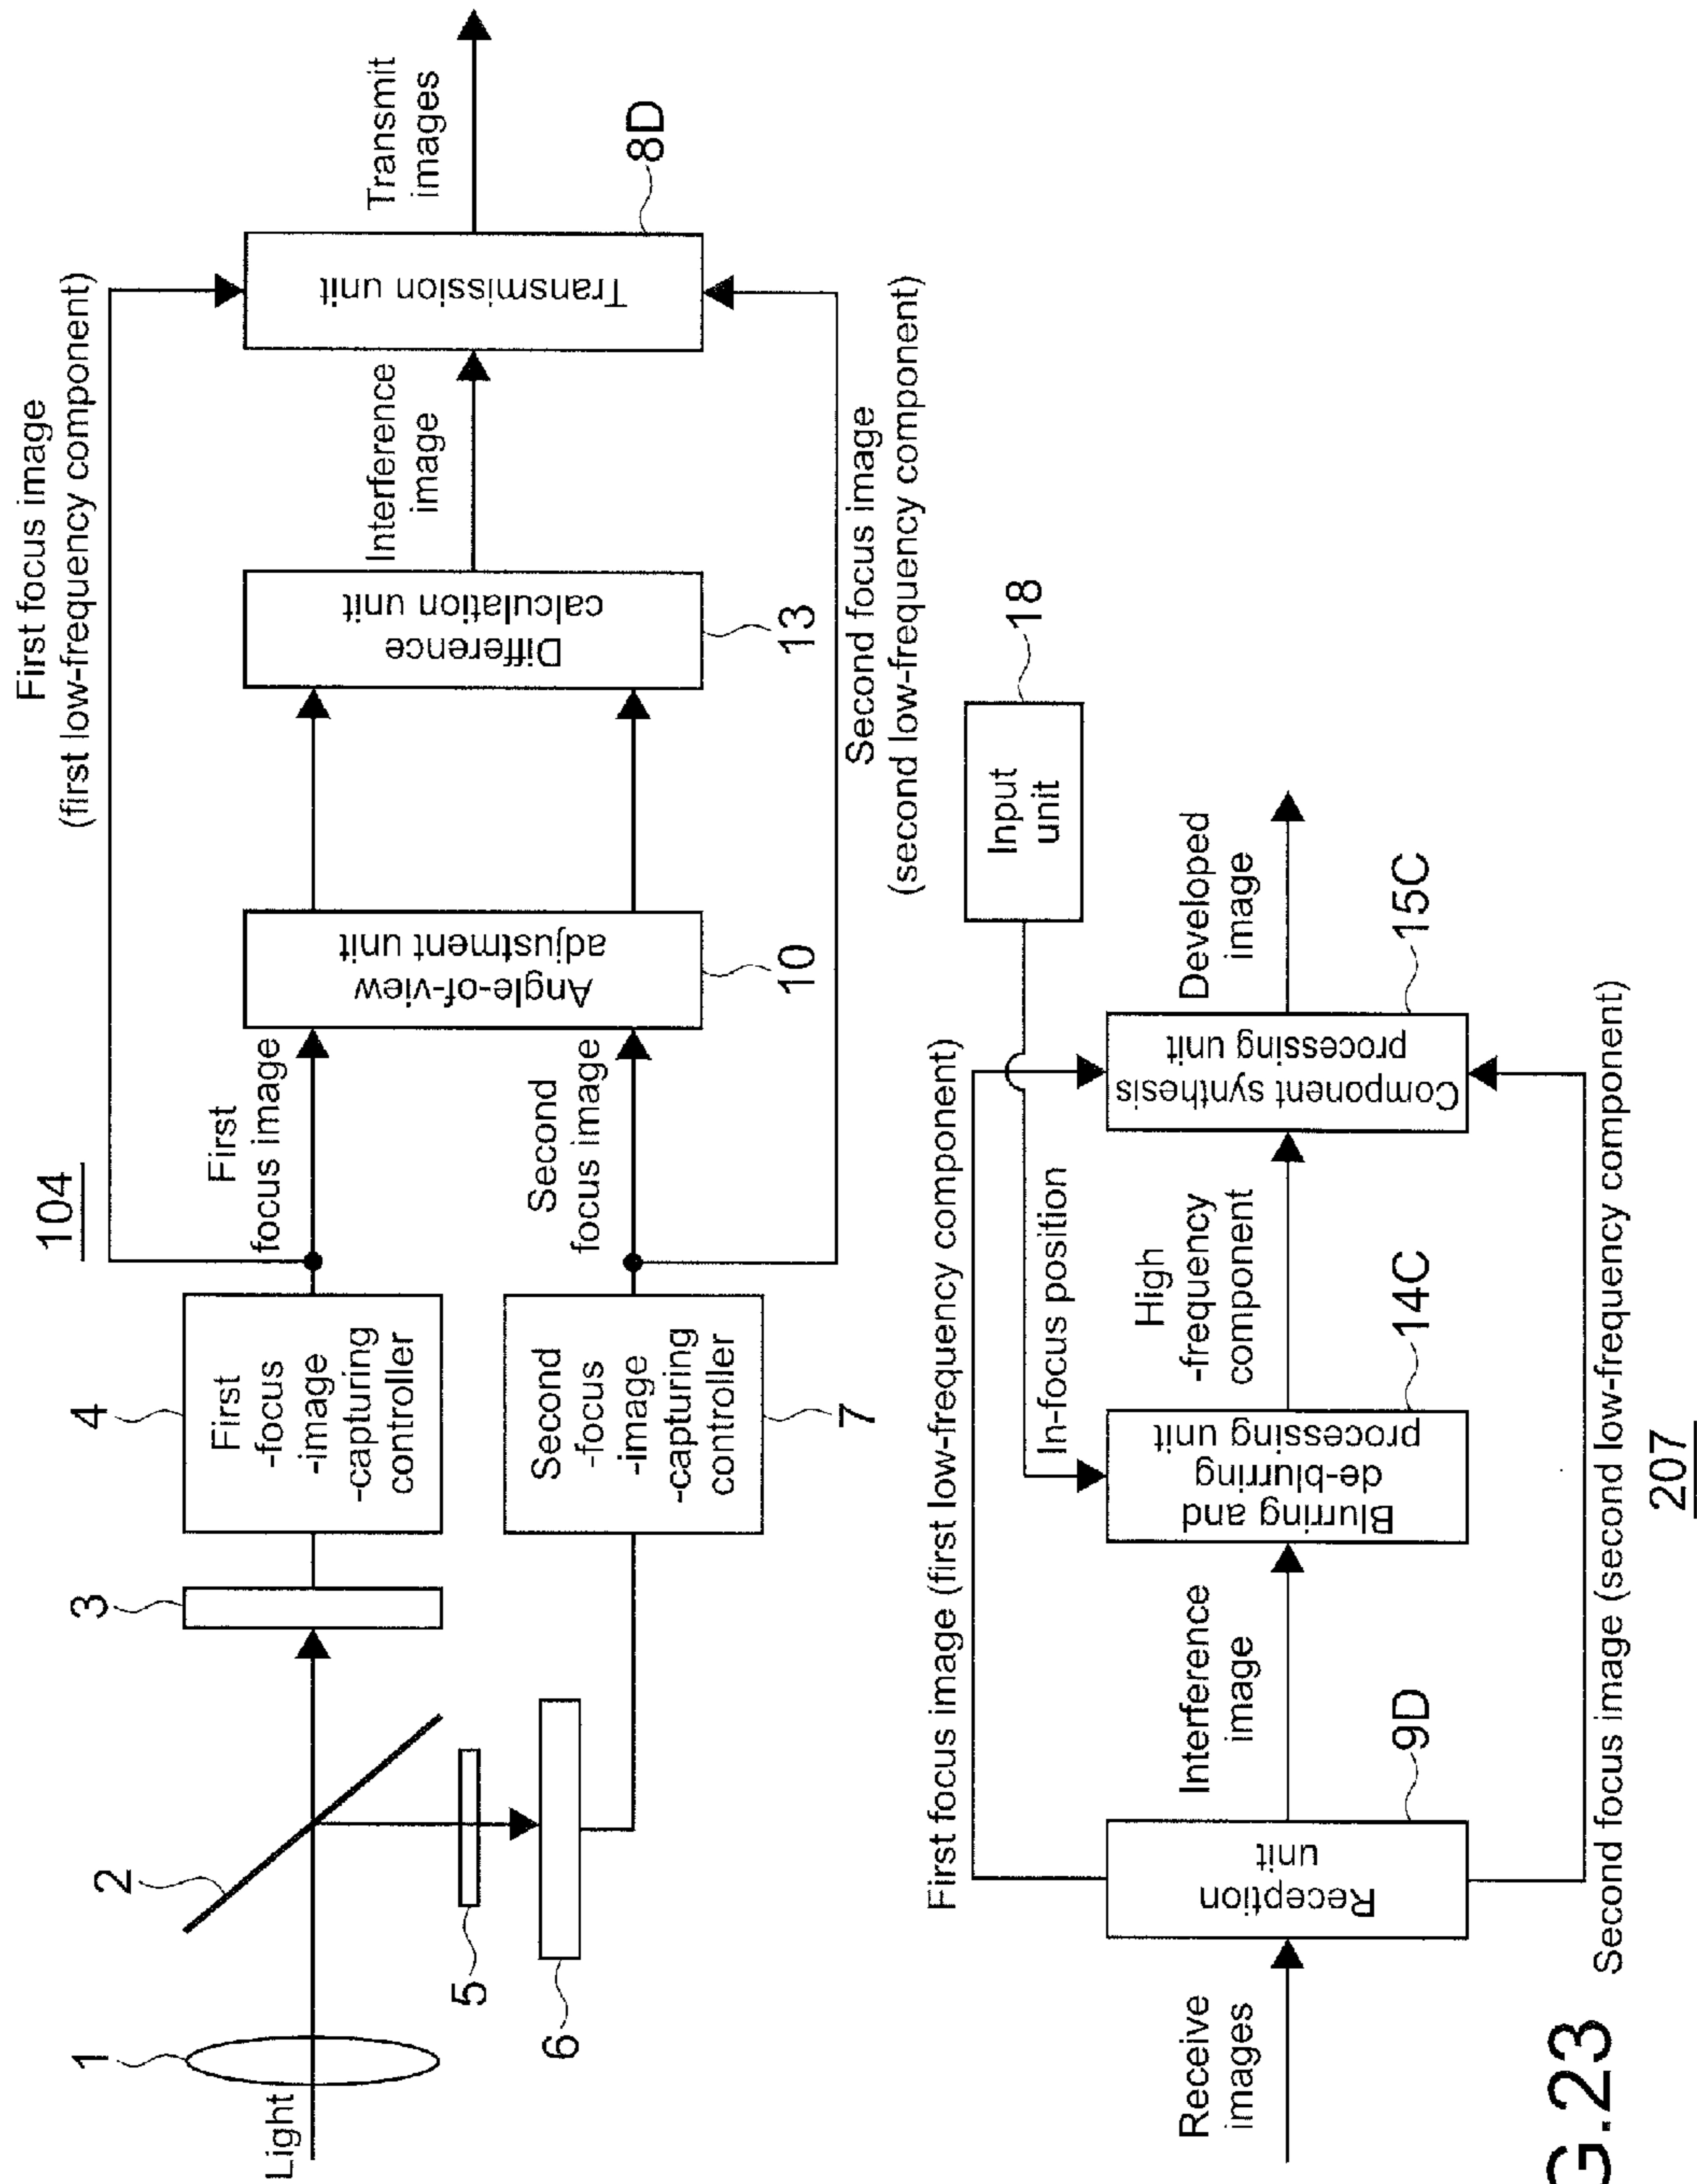 104
First focus image
(first low-frequency component)
Light
1
2
3
4
First
-focus
-image
-capturing
controller
First
focus image
5
6
Second
-focus
-image
-capturing
controller
7
Second
focus image
Angle-of-view
adjustment unit
10
Difference
calculation unit
13
Interference
image
Transmission unit
8D
Transmit
images
Second focus image
(second low-frequency component)
Input
unit
18
First focus image (first low-frequency component)
In-focus position
Receive
images
Reception
unit
9D
Interference
image
Blurring and
de-blurring
processing unit
14C
High
-frequency
component
Component synthesis
processing unit
15C
Developed
image
Second focus image (second low-frequency component)
207
G.23